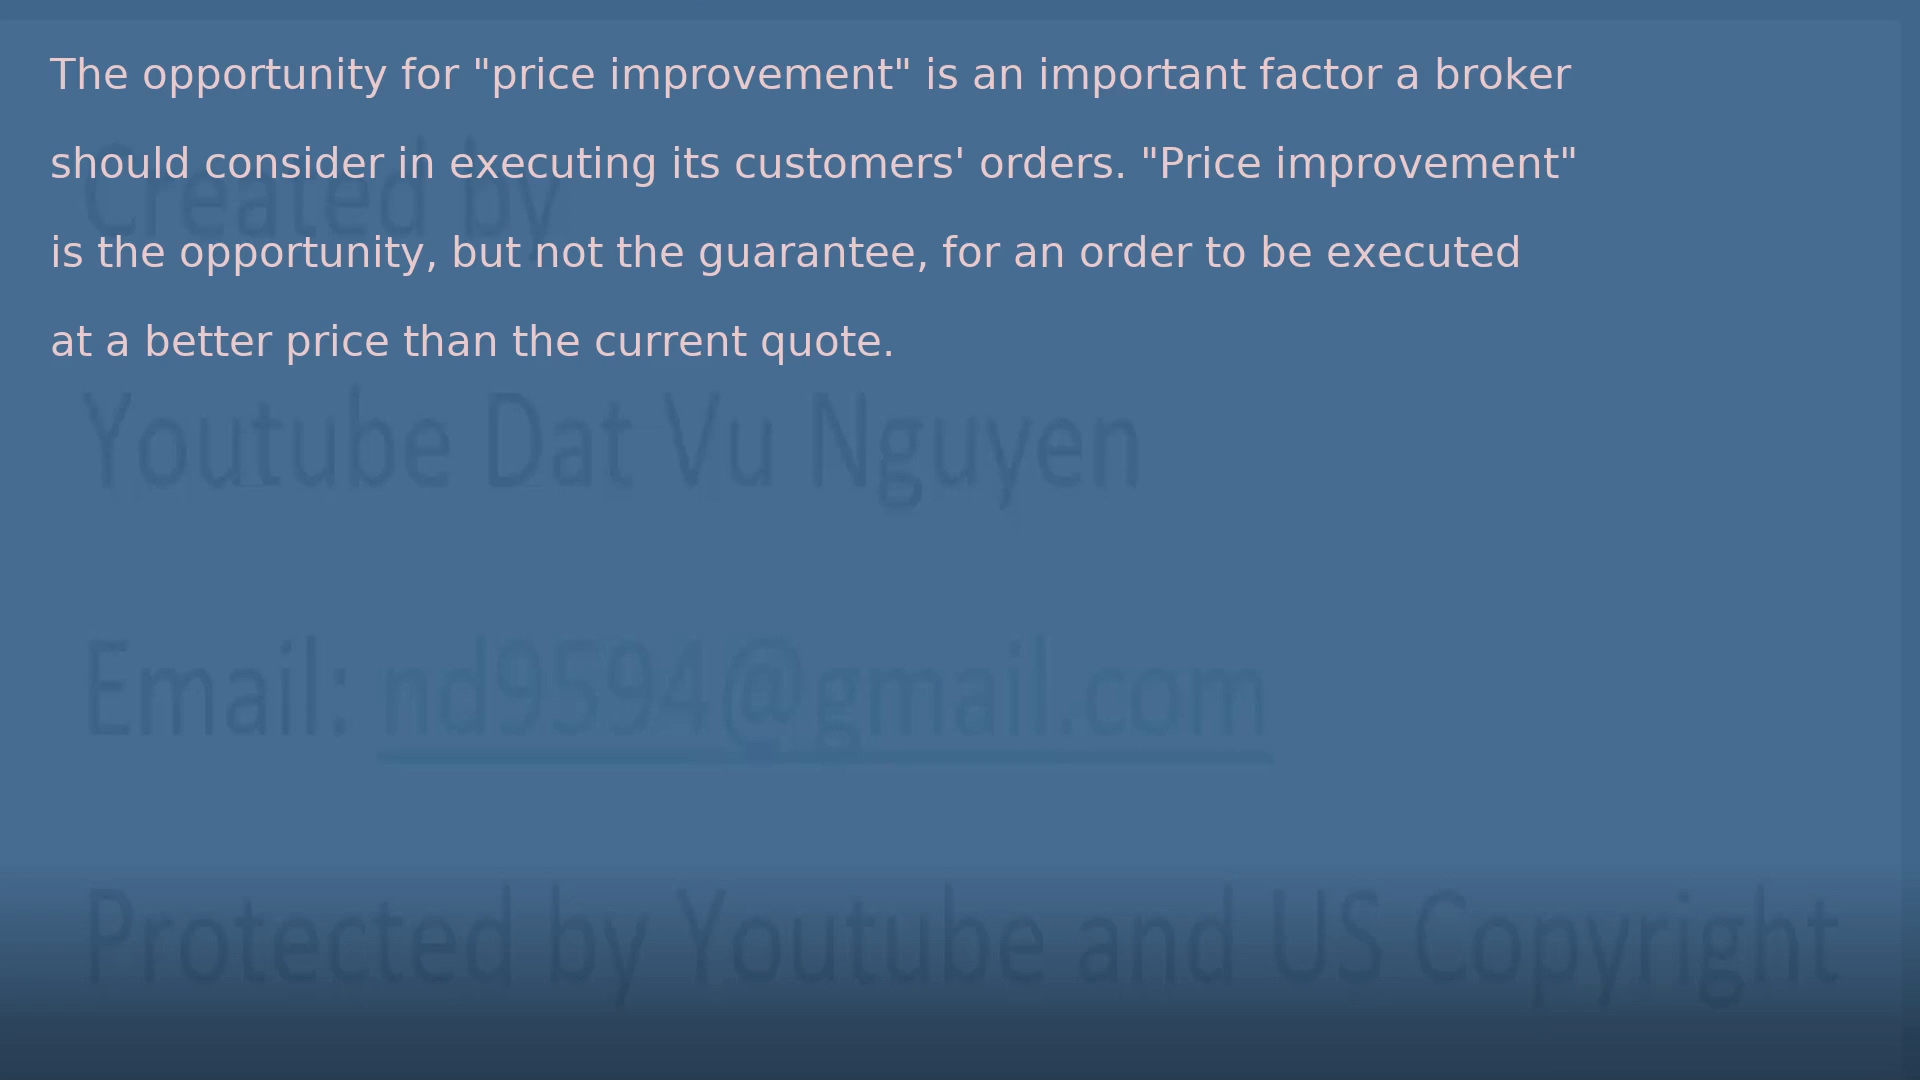 The opportunity for "price improvement" is an important factor a broker
should consider in executing its customers' orders. "Price improvement"
Created by
is the opportunity, but not the guarantee, for an order to be executed
at a better price than the current quote.
Youtube Dat Vu Nguyen
Email: nd9594@gmail.com
Protected by Youtube and US Copyright